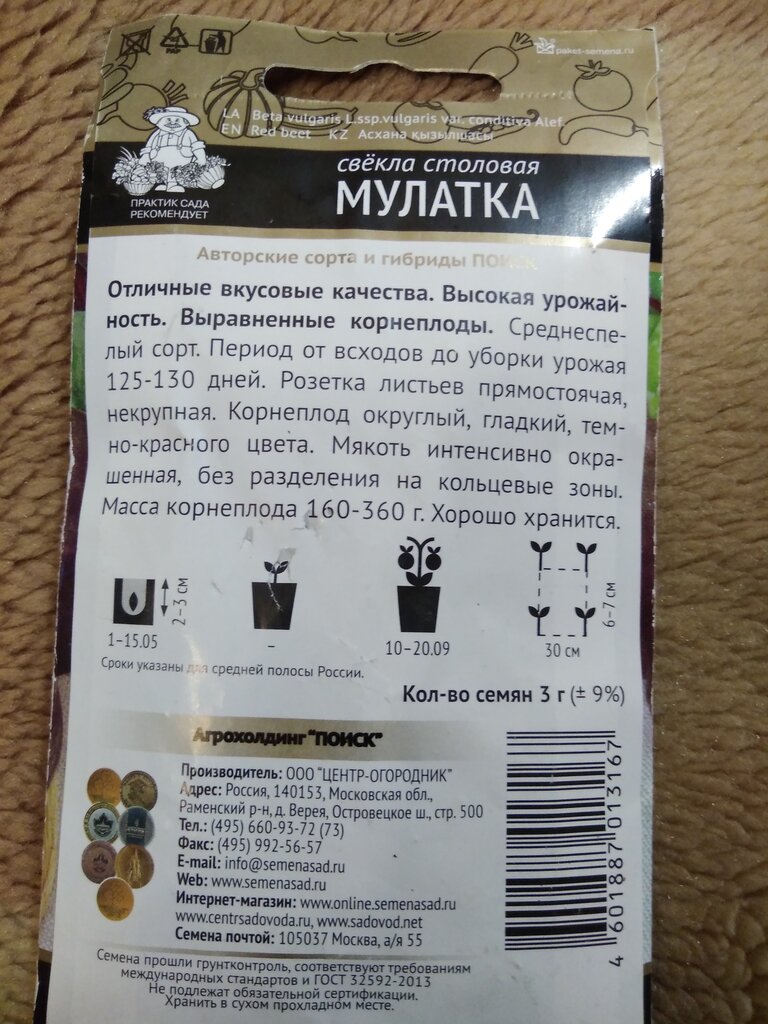 PAP
paket-semena.ru
LA Beta vulgaris L.ssp.vulgaris var. conditiva Alef.
EN Red beet KZ Асхана қызылшасы
свёкла столовая
МУЛАТКА
ПРАКТИК САДА
РЕКОМЕНДУЕТ
Авторские сорта и гибриды ПОИСК
Отличные вкусовые качества. Высокая урожай-
ность. Выравненные корнеплоды. Среднеспе-
лый сорт. Период от всходов до уборки урожая
125-130 дней. Розетка листьев прямостоячая,
некрупная. Корнеплод округлый, гладкий, тем-
но-красного цвета. Мякоть интенсивно окра-
шенная, без разделения на кольцевые зоны.
Масса корнеплода 160-360 г. Хорошо хранится.
2–3 см
6–7 см
1–15.05
–
10–20.09
30 см
Сроки указаны для средней полосы России.
Кол-во семян 3 г (± 9%)
Агрохолдинг "ПОИСК"
Производитель: ООО "ЦЕНТР-ОГОРОДНИК"
Адрес: Россия, 140153, Московская обл.,
Раменский р-н, д. Верея, Островецкое ш., стр. 500
Тел.: (495) 660-93-72 (73)
Факс: (495) 992-56-57
E-mail: info@semenasad.ru
Web: www.semenasad.ru
Интернет-магазин: www.online.semenasad.ru
www.centrsadovoda.ru, www.sadovod.net
Семена почтой: 105037 Москва, а/я 55
4 601887 013167
Семена прошли грунтконтроль, соответствуют требованиям
международных стандартов и ГОСТ 32592-2013
Не подлежат обязательной сертификации.
Хранить в сухом прохладном месте.